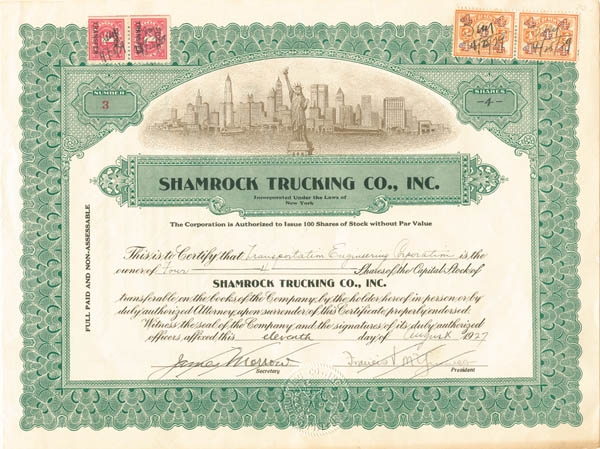 NUMBER
3
SHARES
-4-
SHAMROCK TRUCKING CO., INC.
Incorporated Under the Laws of
New York
The Corporation is Authorized to Issue 100 Shares of Stock without Par Value
FULL PAID AND NON-ASSESSABLE
This is to Certify that Transportation Engineering Corporation is the
owner of Four 4 Shares of the Capital Stock of
SHAMROCK TRUCKING CO., INC.
transferable on the books of the Company by the holder hereof in person or by
duly authorized Attorney upon surrender of this Certificate properly endorsed.
Witness the seal of the Company and the signatures of its duly authorized
officers affixed this eleventh day of August 1927
James Morrow
Francis
Secretary
President